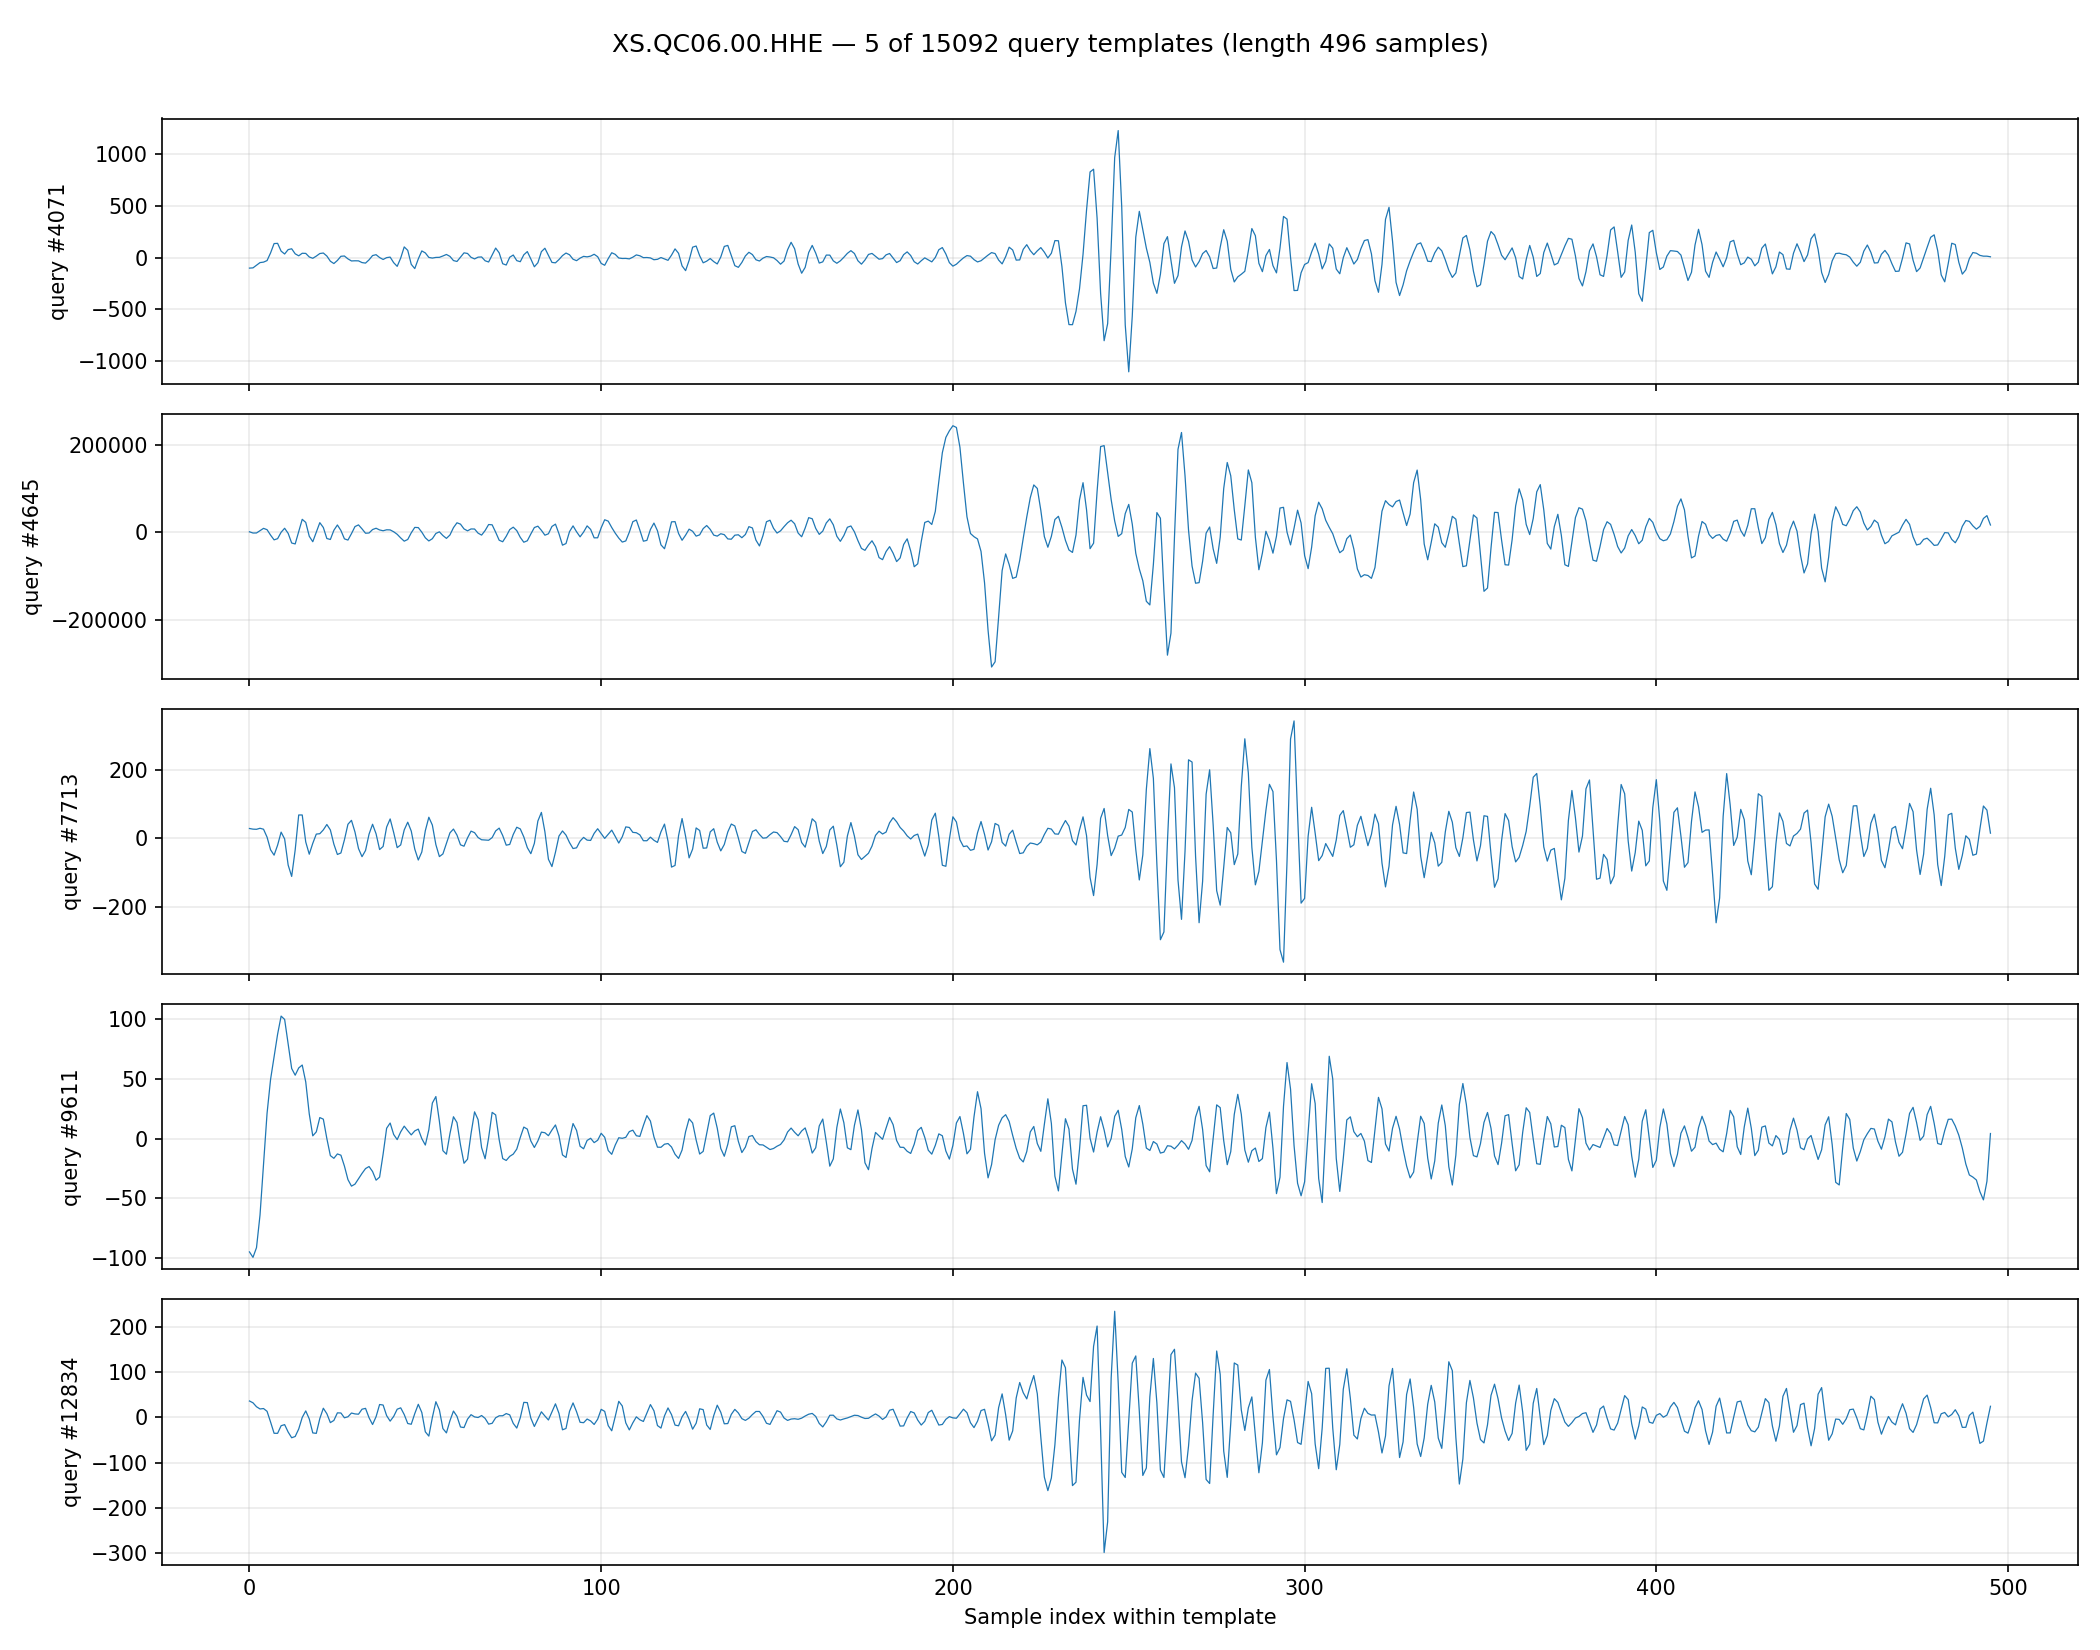 XS.QC06.00.HHE — 5 of 15092 query templates (length 496 samples)
1000
500
0
−500
−1000
query #4071
200000
0
−200000
query #4645
200
0
−200
query #7713
100
50
0
−50
−100
query #9611
200
100
0
−100
−200
−300
query #12834
0 100 200 300 400 500
Sample index within template